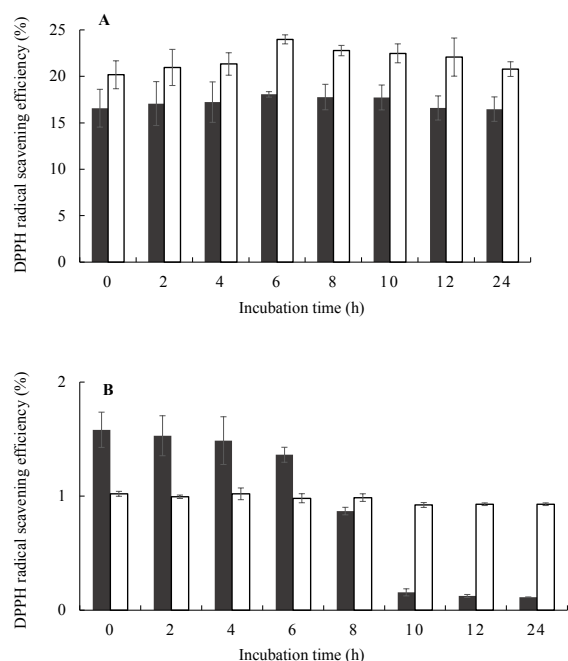 A
DPPH radical scavening efficiency (%)
30
25
20
15
10
5
0
0 2 4 6 8 10 12 24
Incubation time (h)
B
DPPH radical scavening efficiency (%)
2
1
0
0 2 4 6 8 10 12 24
Incubation time (h)